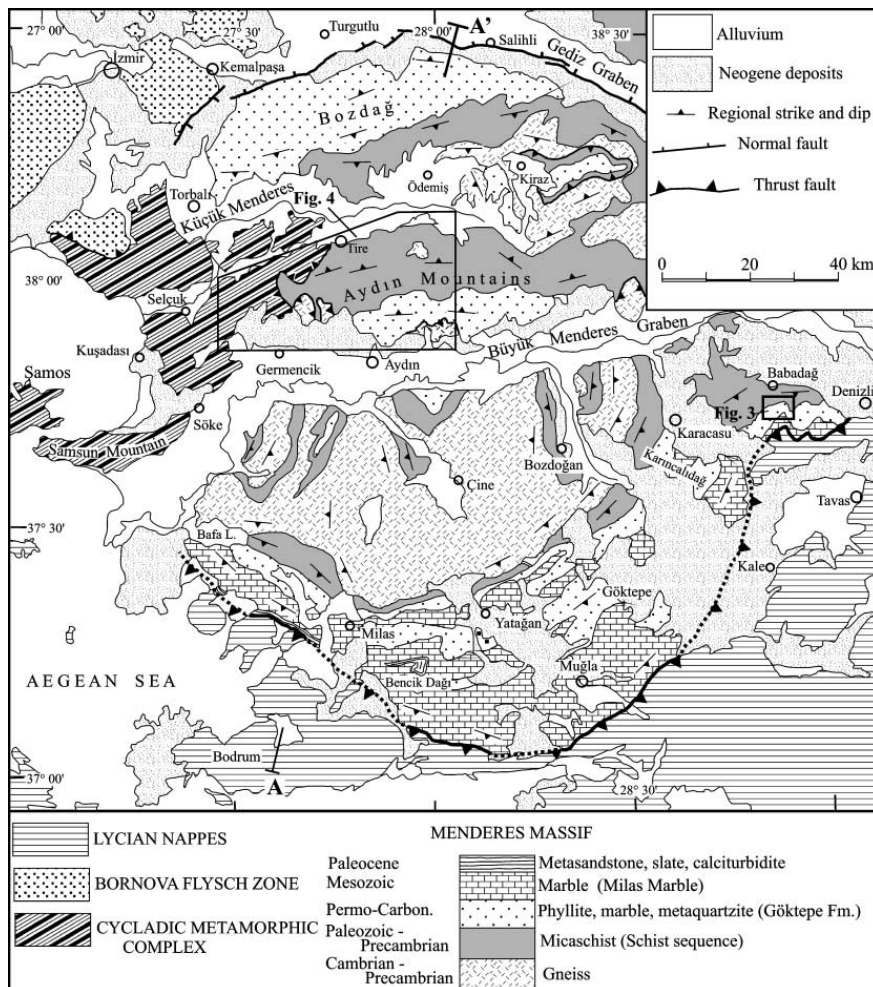 27° 00'
27° 30'
Turgutlu
28° 00'
A'
Salihli
38° 30'
İzmir
Kemalpaşa
Gediz Graben
Bozdağ
Torbalı
Küçük Menderes
Fig. 4
Ödemiş
Kiraz
Tire
38° 00'
Aydın Mountains
Selçuk
Büyük Menderes Graben
Kuşadası
Germencik
Aydın
Samos
Söke
Samsun Mountain
Babadağ
Denizli
Fig. 3
Karacasu
Karıncalıdağ
Bozdoğan
Çine
Tavas
37° 30'
Bafa L.
Kale
Göktepe
Yatağan
Milas
Muğla
AEGEAN SEA
Bencik Dağı
Bodrum
A
37° 00'
28° 30'
Alluvium
Neogene deposits
Regional strike and dip
Normal fault
Thrust fault
0 20 40 km
LYCIAN NAPPES
BORNOVA FLYSCH ZONE
CYCLADIC METAMORPHIC
COMPLEX
MENDERES MASSIF
Paleocene Metasandstone, slate, calciturbidite
Mesozoic Marble (Milas Marble)
Permo-Carbon. Phyllite, marble, metaquartzite (Göktepe Fm.)
Paleozoic -
Precambrian Micaschist (Schist sequence)
Cambrian -
Precambrian Gneiss